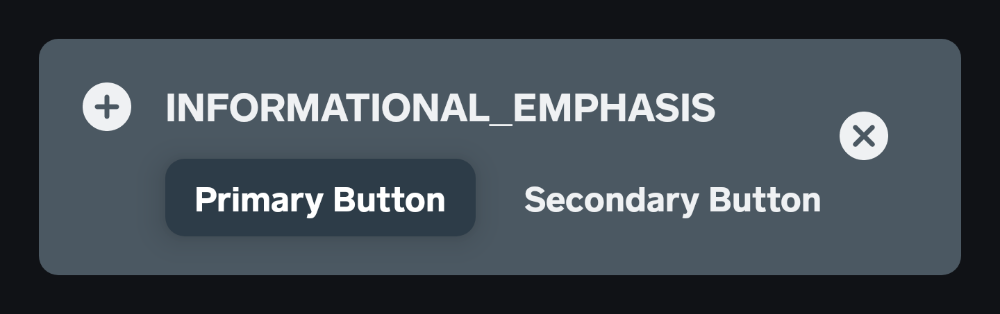 INFORMATIONAL_EMPHASIS
Primary Button Secondary Button